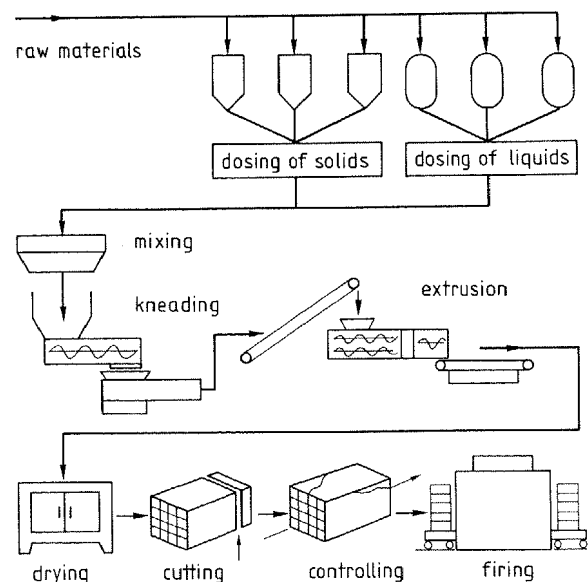 raw materials
dosing of solids
dosing of liquids
mixing
kneading
extrusion
drying
cutting
controlling
firing